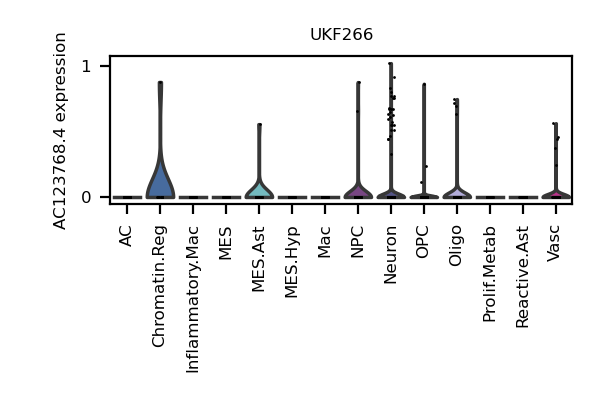 UKF266
AC123768.4 expression
1
0
AC
Chromatin.Reg
Inflammatory.Mac
MES
MES.Ast
MES.Hyp
Mac
NPC
Neuron
OPC
Oligo
Prolif.Metab
Reactive.Ast
Vasc